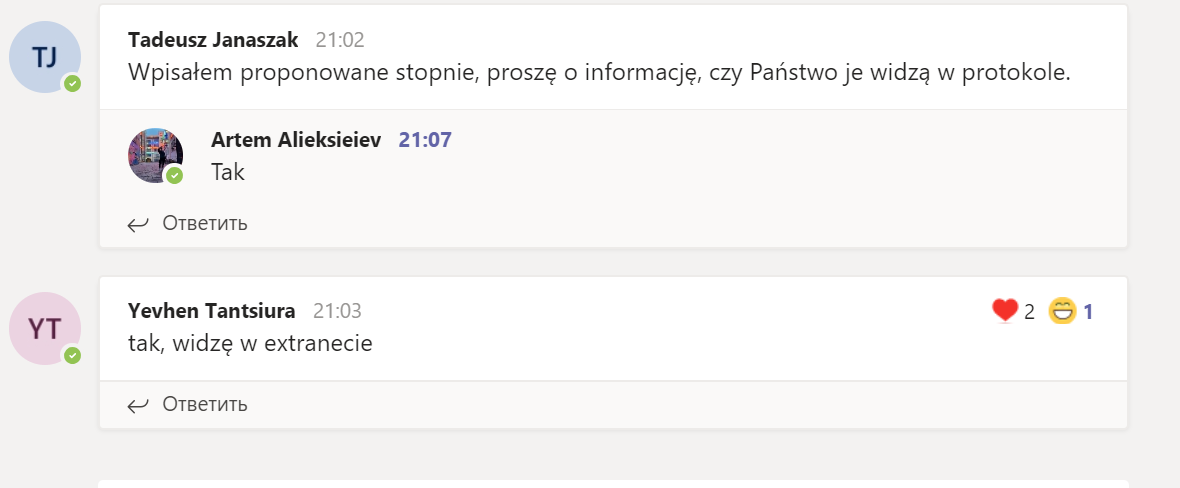 TJ
Tadeusz Janaszak 21:02
Wpisałem proponowane stopnie, proszę o informację, czy Państwo je widzą w protokole.
Artem Alieksieiev 21:07
Tak
Ответить
YT
Yevhen Tantsiura 21:03 2 1
tak, widzę w extranecie
Ответить